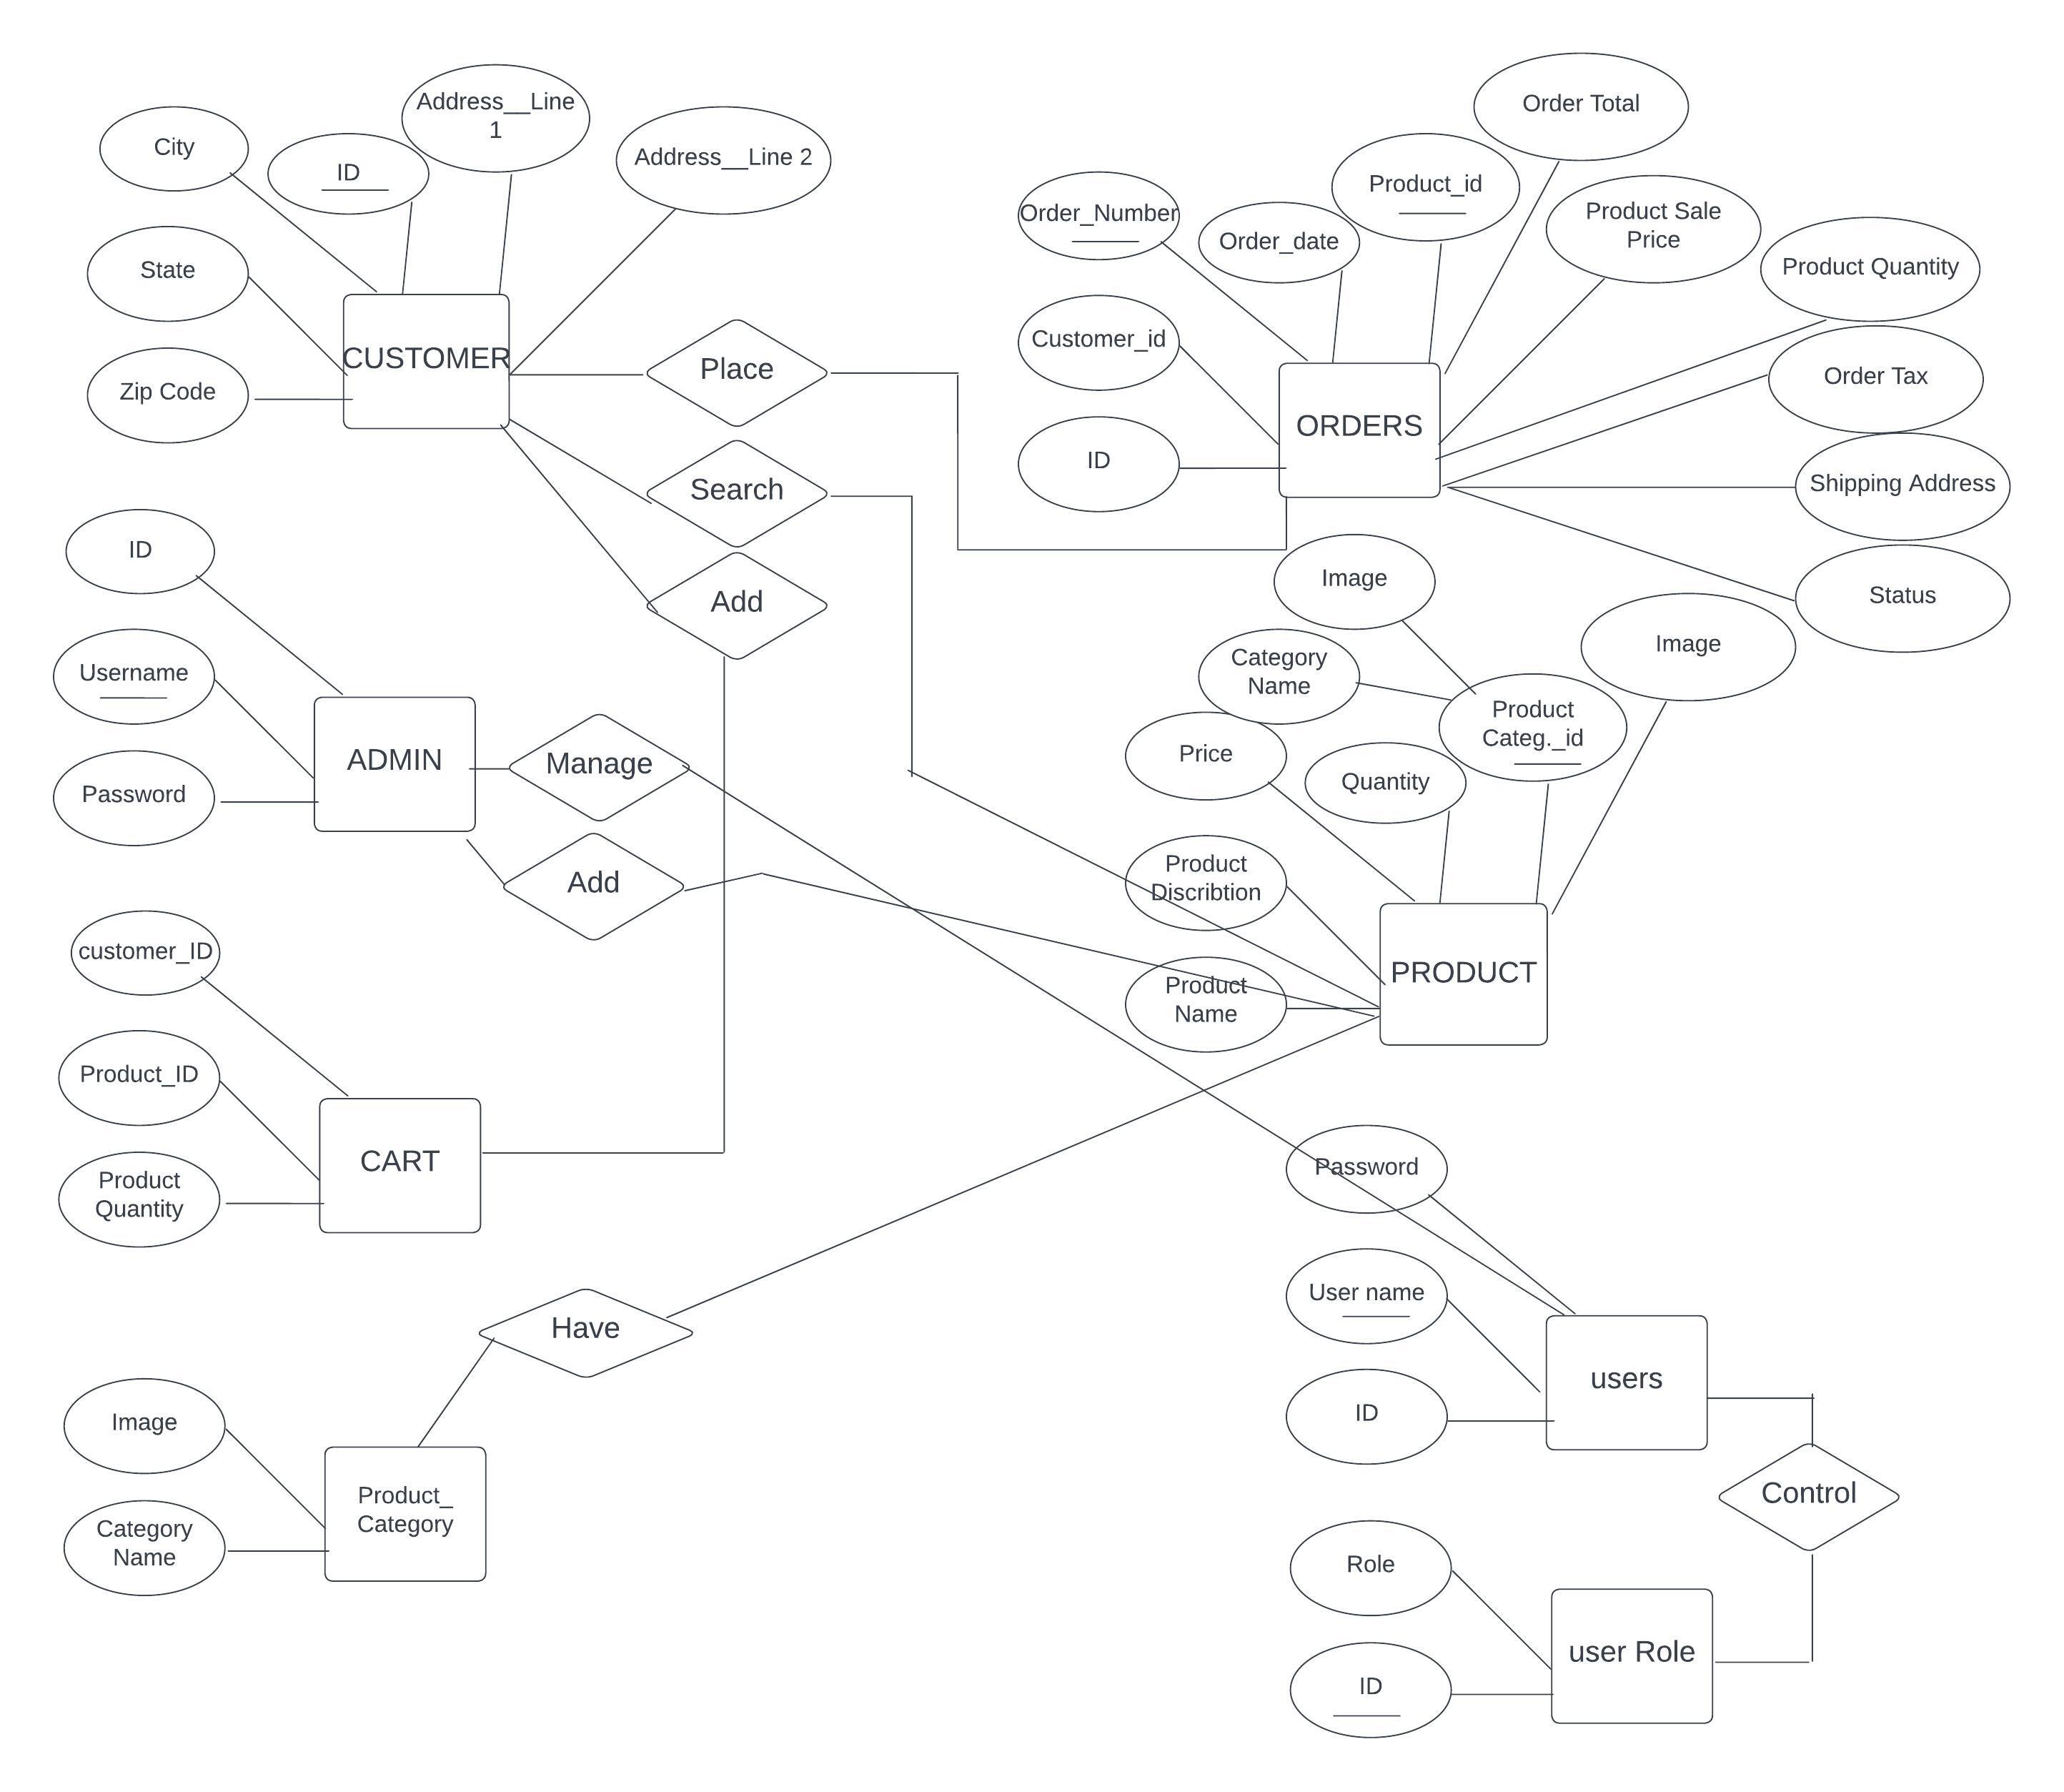 Address__Line
1
City
ID
Address__Line 2
State
CUSTOMER
Zip Code
Place
Search
Add
Order Total
Product_id
Order_Number
Order_date
Product Sale
Price
Product Quantity
Customer_id
Order Tax
ORDERS
ID
Shipping Address
Status
ID
Username
Password
ADMIN
Manage
Add
Image
Category
Name
Image
Product
Categ._id
Price
Quantity
Product
Discribtion
PRODUCT
Product
Name
customer_ID
Product_ID
Product
Quantity
CART
Have
Image
Category
Name
Product_
Category
Password
User name
ID
users
Control
Role
ID
user Role